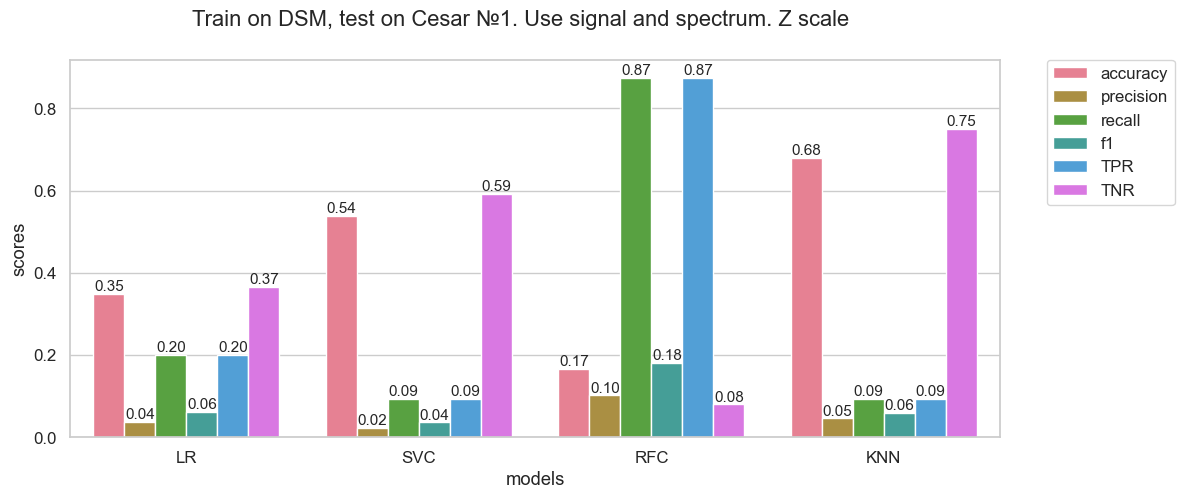 Train on DSM, test on Cesar №1. Use signal and spectrum. Z scale
accuracy
precision
recall
f1
TPR
TNR
scores
0.8
0.6
0.4
0.2
0.0
0.35
0.04
0.20
0.06
0.20
0.37
0.54
0.02
0.09
0.04
0.09
0.59
0.17
0.10
0.87
0.18
0.87
0.08
0.68
0.05
0.09
0.06
0.09
0.75
LR
SVC
RFC
KNN
models